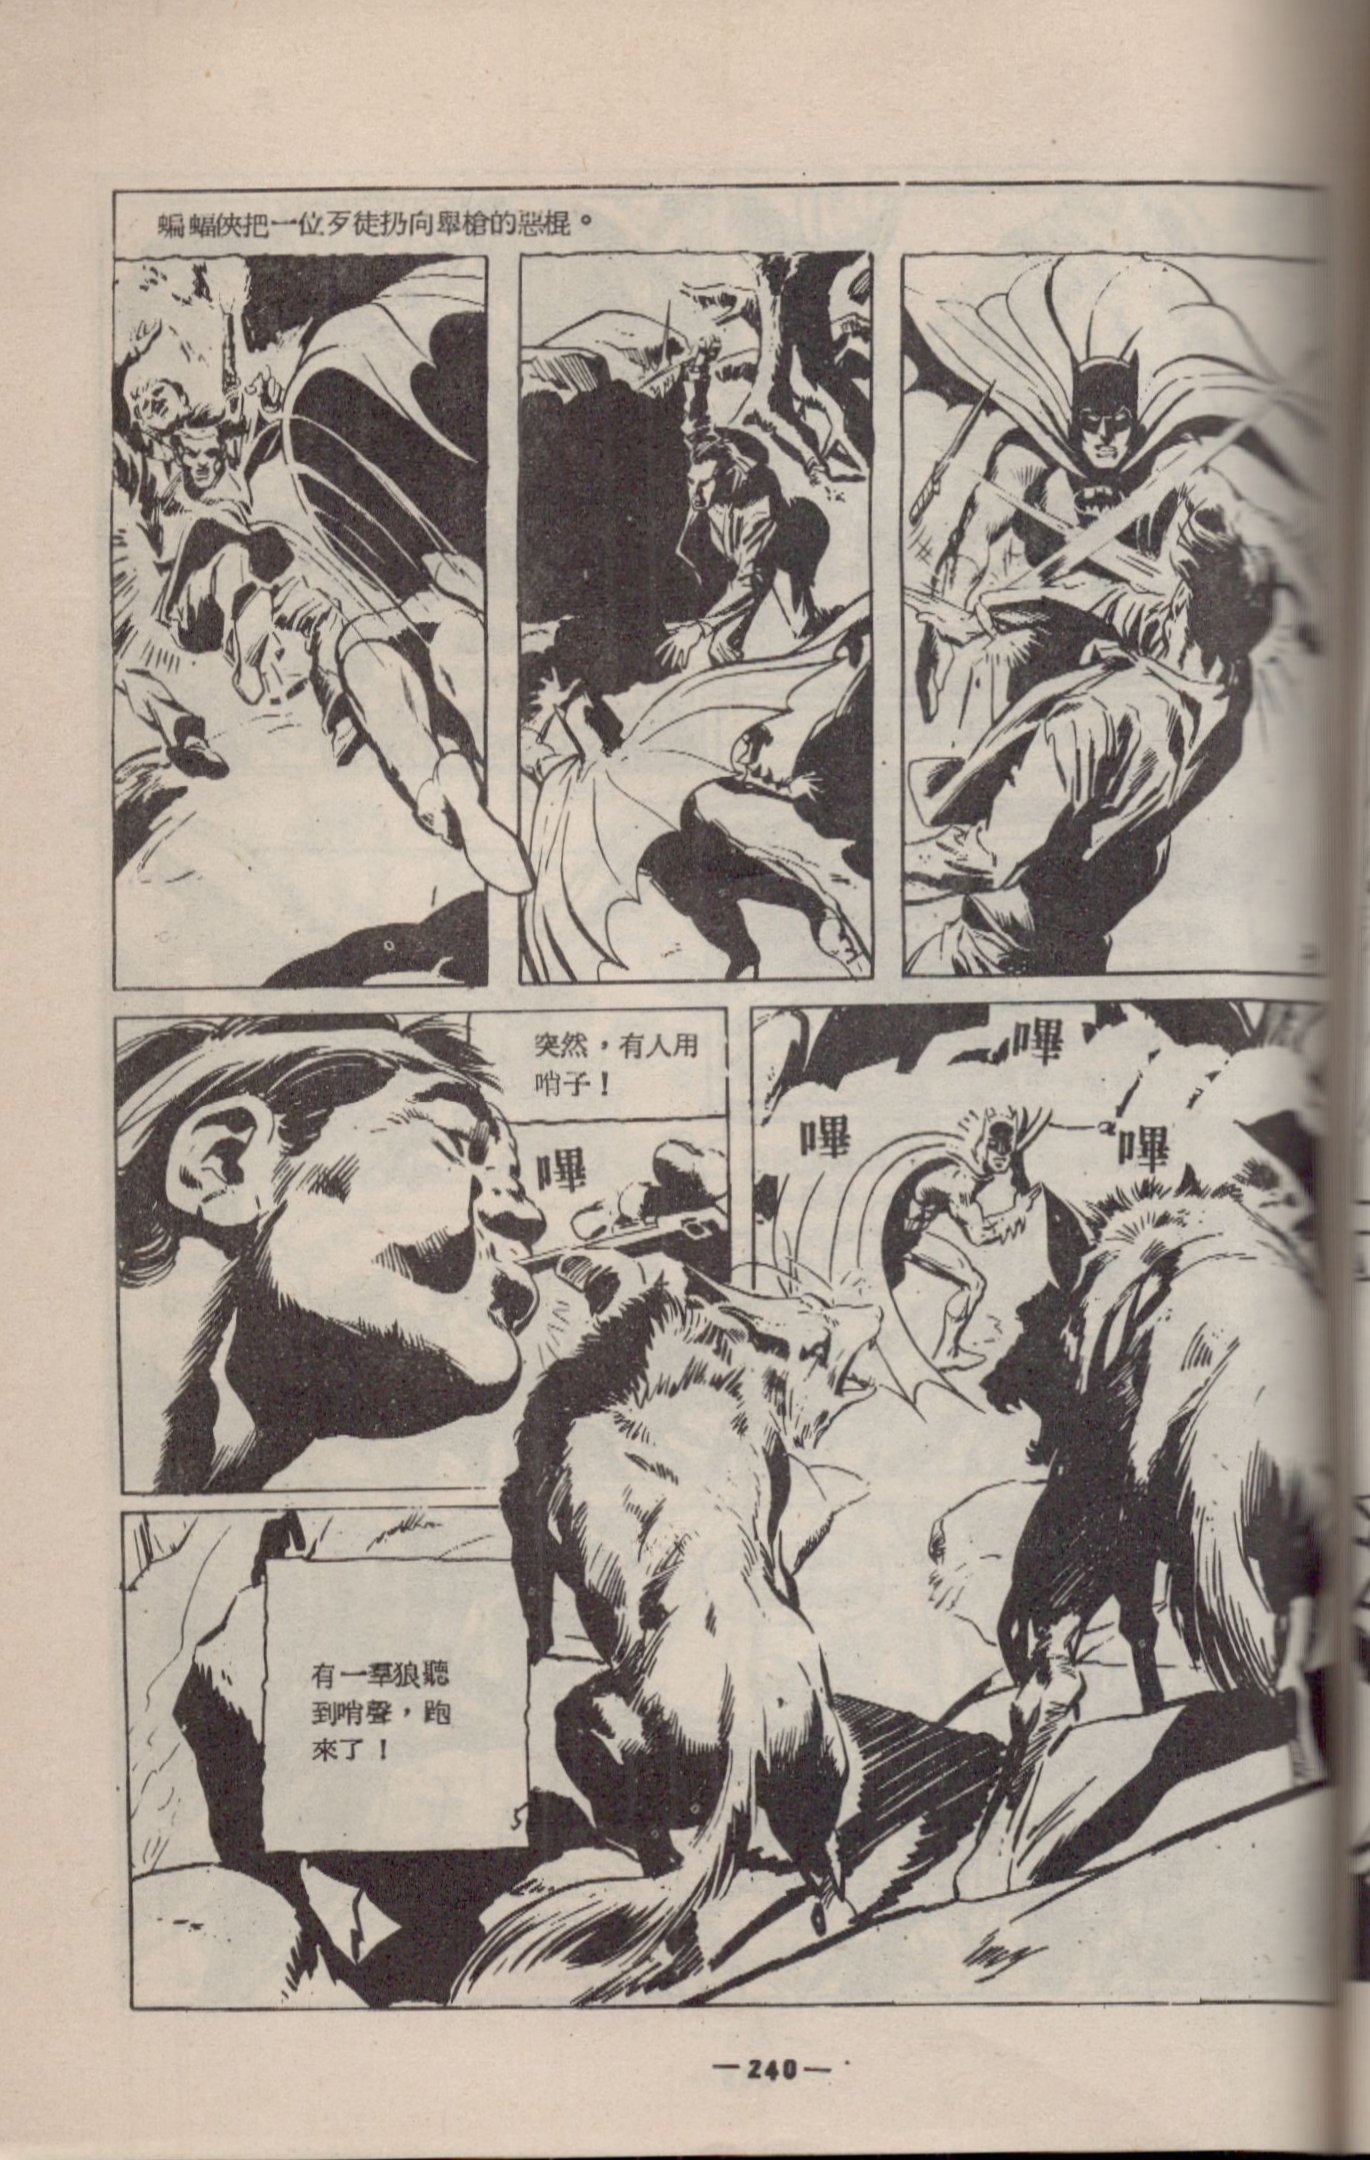 蝙蝠俠把一位歹徒扔向舉槍的惡棍。
突然，有人用
哨子！
嗶
嗶
嗶
嗶
有一羣狼聽
到哨聲，跑
來了！
—240—